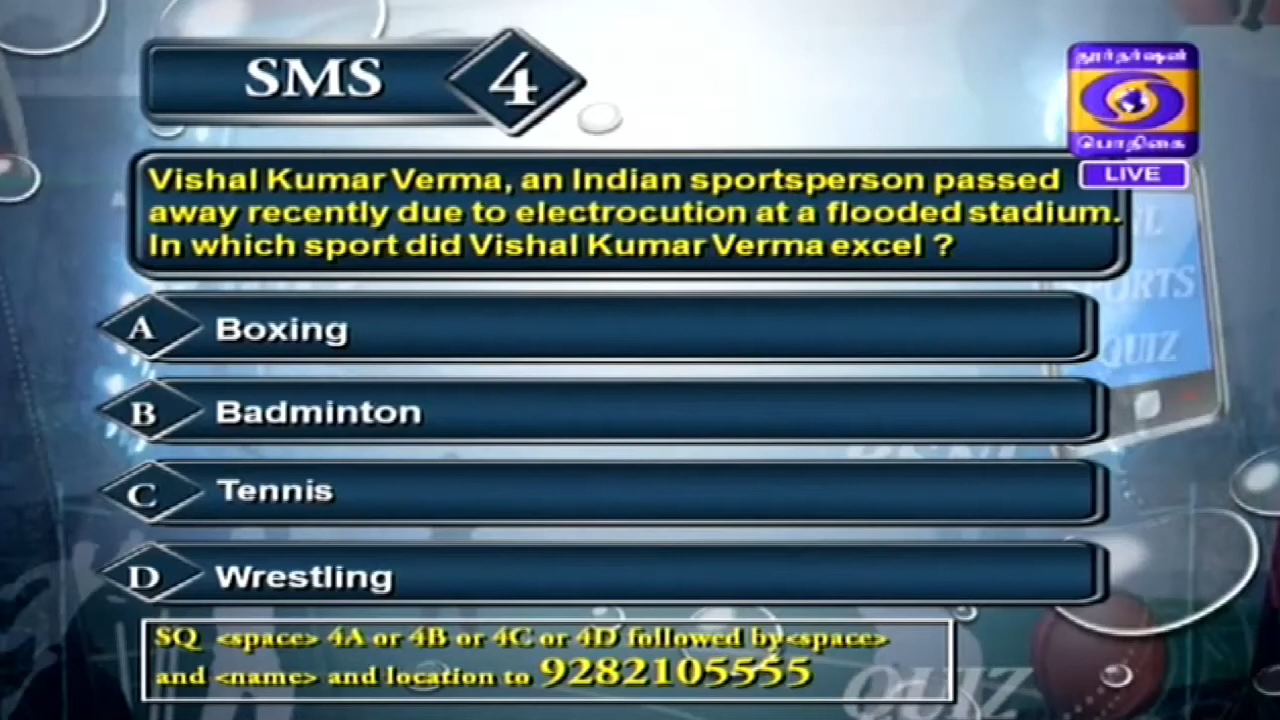 SMS 4
தூர்தர்ஷன்
பொதிகை
LIVE
Vishal Kumar Verma, an Indian sportsperson passed
away recently due to electrocution at a flooded stadium.
In which sport did Vishal Kumar Verma excel ?
A Boxing
B Badminton
C Tennis
D Wrestling
SQ <space> 4A or 4B or 4C or 4D followed by<space>
and <name> and location to 9282105555
QUIZ
QUIZ